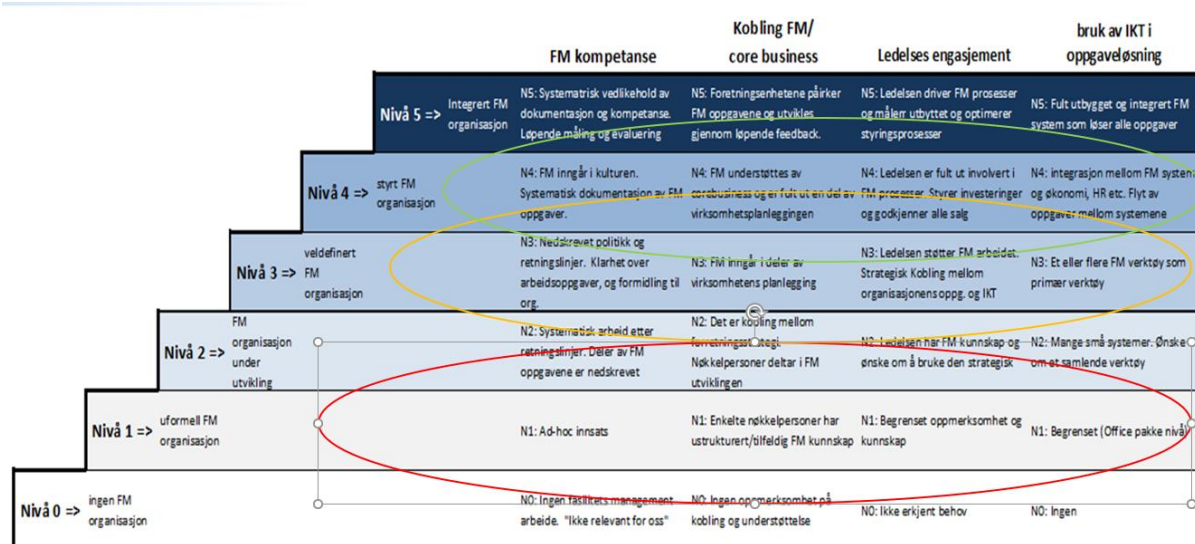 FM kompetanse
Kobling FM/
core business
Ledelses engasjement
bruk av IKT i
oppgaveløsning
Nivå 5 =>
Integrert FM
organisasjon
N5: Systematrisk vedlikehold av
dokumentasjon og kompetanse.
Løpende måling og evaluering
N5: Foretningsenhetene påirker
FM oppgavene og utvikles
gjennom løpende feedback.
N5: Ledelsen driver FM prosesser
og målerr utbyttet og optimerer
styringsprosesser
N5: Fult utbygget og integrert FM
system som løser alle oppgaver
Nivå 4 =>
styrt FM
organisasjon
N4: FM inngår i kulturen.
Systematisk dokumentasjon av FM
oppgaver.
N4: FM understøttes av
corebusiness og er fult ut en del av
virksomhetsplanleggingen
N4: Ledelsen er fult ut involvert i
FM prosesser. Styrer investeringer
og godkjenner alle salg
N4: integrasjon mellom FM system
og økonomi, HR etc. Flyt av
oppgaver mellom systemene
Nivå 3 =>
veldefinert
FM
organisasjon
N3: Nedskrevet politikk og
retningslinjer. Klarhet over
arbeidsoppgaver, og formidling til
org.
N3: FM inngår i deler av
virksomhetens planlegging
N3: Ledelsen støtter FM arbeidet.
Strategisk Kobling mellom
organisasjonens oppg. og IKT
N3: Et eller flere FM verktøy som
primær verktøy
Nivå 2 =>
FM
organisasjon
under
utvikling
N2: Systematisk arbeid etter
retningslinjer. Deler av FM
oppgavene er nedskrevet
N2: Det er kobling mellom
forretningsstrategi.
Nøkkelpersoner deltar i FM
utviklingen
N2: Ledelsen har FM kunnskap og
ønske om å bruke den strategisk
N2: Mange små systemer. Ønske
om et samlende verktøy
Nivå 1 =>
uformell FM
organisasjon
N1: Ad-hoc innsats
N1: Enkelte nøkkelpersoner har
ustrukturert/tilfeldig FM kunnskap
N1: Begrenset oppmerksomhet og
kunnskap
N1: Begrenset (Office pakke nivå)
Nivå 0 =>
ingen FM
organisasjon
N0: Ingen fasilitets management
arbeide. "Ikke relevant for oss"
N0: Ingen oppmerksomhet på
kobling og understøttelse
N0: Ikke erkjent behov
N0: Ingen